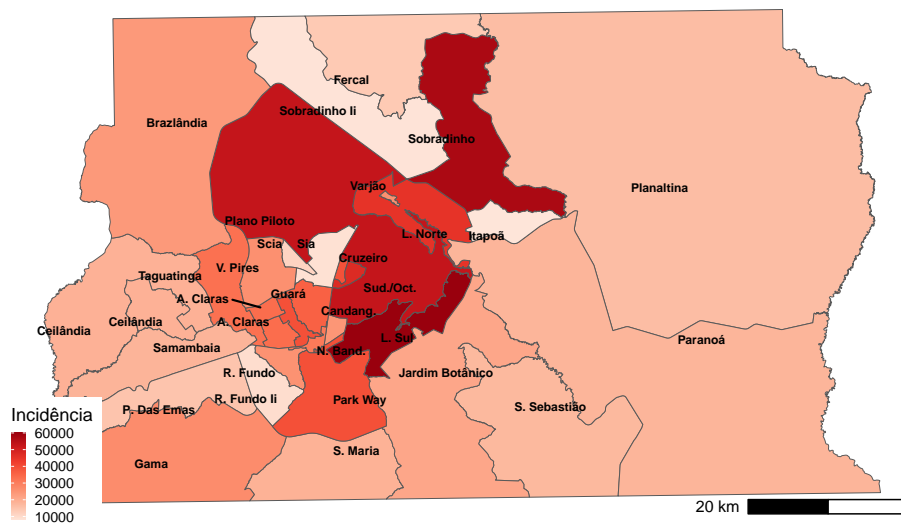 Fercal
Sobradinho Ii
Brazlândia
Sobradinho
Varjão
Planaltina
Plano Piloto
L. Norte
Itapoã
Scia
Sia
Cruzeiro
V. Pires
Taguatinga
Sud./Oct.
Guará
A. Claras
Candang.
Ceilândia
Ceilândia
A. Claras
L. Sul
Paranoá
Samambaia
N. Band.
R. Fundo
Jardim Botânico
R. Fundo Ii
Park Way
S. Sebastião
P. Das Emas
Incidência
60000
50000
40000
30000
20000
10000
S. Maria
Gama
20 km